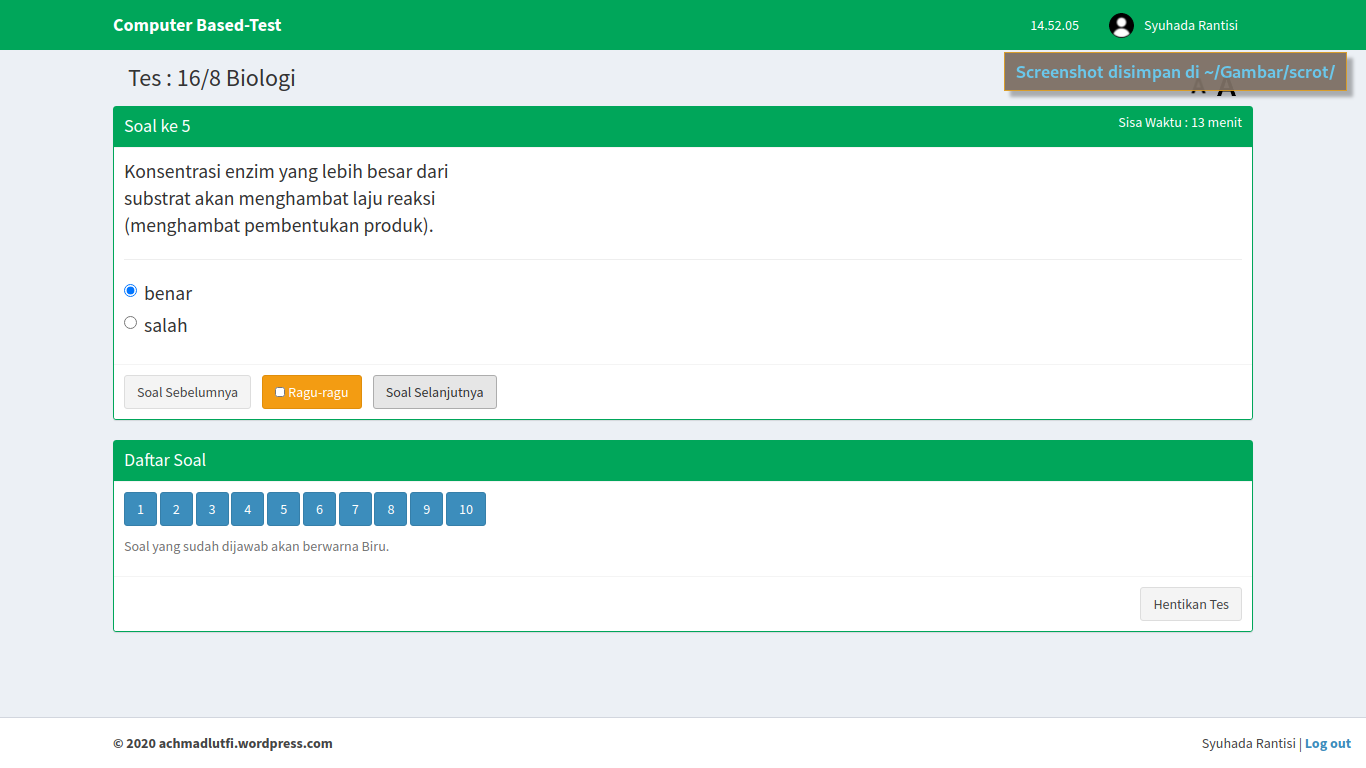 Computer Based-Test
14.52.05
Syuhada Rantisi
Tes : 16/8 Biologi
Screenshot disimpan di ~/Gambar/scrot/
A A
Soal ke 5
Sisa Waktu : 13 menit
Konsentrasi enzim yang lebih besar dari
substrat akan menghambat laju reaksi
(menghambat pembentukan produk).
benar
salah
Soal Sebelumnya
Ragu-ragu
Soal Selanjutnya
Daftar Soal
1 2 3 4 5 6 7 8 9 10
Soal yang sudah dijawab akan berwarna Biru.
Hentikan Tes
© 2020 achmadlutfi.wordpress.com
Syuhada Rantisi | Log out